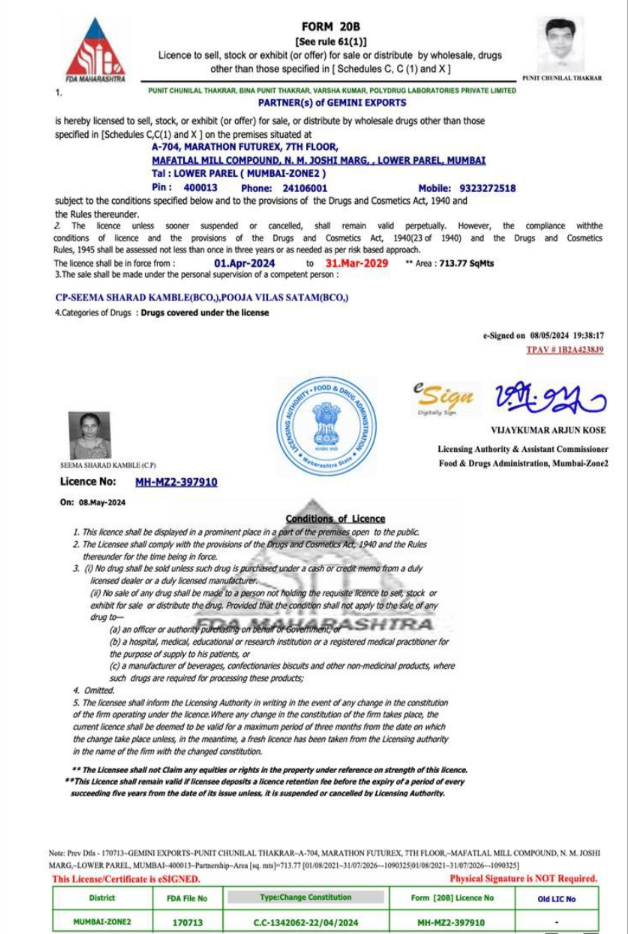 FORM 20B
[See rule 61(1)]
Licence to sell, stock or exhibit (or offer) for sale or distribute by wholesale, drugs
other than those specified in [ Schedules C, C (1) and X ]
FDA MAHARASHTRA
PUNIT CHUNILAL THAKRAR
1.
PUNIT CHUNILAL THAKRAR, BINA PUNIT THAKRAR, VARSHA KUMAR, POLYDRUG LABORATORIES PRIVATE LIMITED
PARTNER(s) of GEMINI EXPORTS
is hereby licensed to sell, stock, or exhibit (or offer) for sale, or distribute by wholesale drugs other than those
specified in [Schedules C,C(1) and X ] on the premises situated at
A-704, MARATHON FUTUREX, 7TH FLOOR,
MAFATLAL MILL COMPOUND, N. M. JOSHI MARG, , LOWER PAREL, MUMBAI
Tal : LOWER PAREL ( MUMBAI-ZONE2 )
Pin : 400013 Phone: 24106001 Mobile: 9323272518
subject to the conditions specified below and to the provisions of the Drugs and Cosmetics Act, 1940 and
the Rules thereunder.
2. The licence unless sooner suspended or cancelled, shall remain valid perpetually. However, the compliance withthe
conditions of licence and the provisions of the Drugs and Cosmetics Act, 1940(23 of 1940) and the Drugs and Cosmetics
Rules, 1945 shall be assessed not less than once in three years or as needed as per risk based approach.
The licence shall be in force from : 01.Apr-2024 to 31.Mar-2029 ** Area : 713.77 SqMts
3.The sale shall be made under the personal supervision of a competent person :
CP-SEEMA SHARAD KAMBLE(BCO,),POOJA VILAS SATAM(BCO,)
4.Categories of Drugs : Drugs covered under the license
e-Signed on 08/05/2024 19:38:17
TPAV # 1B2A4238J9
LICENSING AUTHORITY • FOOD & DRUG ADMINISTRATION
Maharashtra State
eSign
Digitally Sign
VIJAYKUMAR ARJUN KOSE
Licensing Authority & Assistant Commissioner
Food & Drugs Administration, Mumbai-Zone2
SEEMA SHARAD KAMBLE (C.P)
Licence No: MH-MZ2-397910
On: 08.May-2024
Conditions of Licence
1. This licence shall be displayed in a prominent place in a part of the premises open to the public.
2. The Licensee shall comply with the provisions of the Drugs and Cosmetics Act, 1940 and the Rules
thereunder for the time being in force.
3. (i) No drug shall be sold unless such drug is purchased under a cash or credit memo from a duly
licensed dealer or a duly licensed manufacturer.
(ii) No sale of any drug shall be made to a person not holding the requisite licence to sell, stock or
exhibit for sale or distribute the drug. Provided that the condition shall not apply to the sale of any
drug to—
FDA MAHARASHTRA
(a) an officer or authority purchasing on behalf of Government, or
(b) a hospital, medical, educational or research institution or a registered medical practitioner for
the purpose of supply to his patients, or
(c) a manufacturer of beverages, confectionaries biscuits and other non-medicinal products, where
such drugs are required for processing these products;
4. Omitted.
5. The licensee shall inform the Licensing Authority in writing in the event of any change in the constitution
of the firm operating under the licence.Where any change in the constitution of the firm takes place, the
current licence shall be deemed to be valid for a maximum period of three months from the date on which
the change take place unless, in the meantime, a fresh licence has been taken from the Licensing authority
in the name of the firm with the changed constitution.
** The Licensee shall not Claim any equities or rights in the property under reference on strength of this licence.
**This Licence shall remain valid if licensee deposits a licence retention fee before the expiry of a period of every
succeeding five years from the date of its issue unless, it is suspended or cancelled by Licensing Authority.
Note: Prev Dtls - 170713~GEMINI EXPORTS~PUNIT CHUNILAL THAKRAR~A-704, MARATHON FUTUREX, 7TH FLOOR,~MAFATLAL MILL COMPOUND, N. M. JOSHI
MARG,~LOWER PAREL, MUMBAI~400013~Partnership~Area [sq. mts]=713.77 [01/08/2021~31/07/2026--1090325|01/08/2021~31/07/2026--1090325]
This License/Certificate is eSIGNED. Physical Signature is NOT Required.
District FDA File No Type:Change Constitution Form [20B] Licence No Old LIC No
MUMBAI-ZONE2 170713 C.C-1342062-22/04/2024 MH-MZ2-397910 -